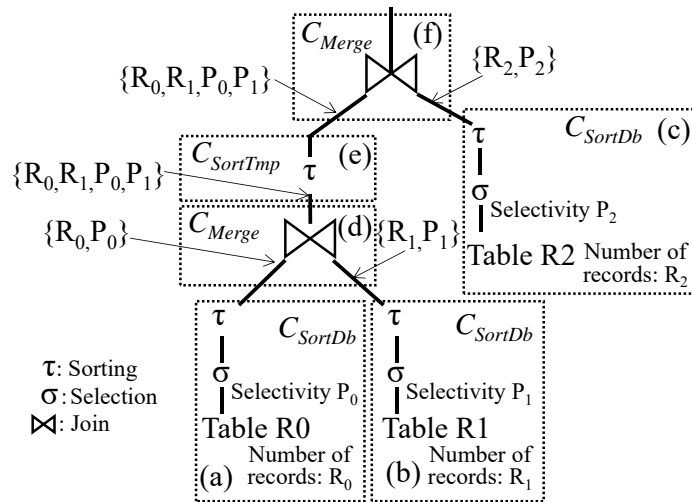 C_Merge (f)
{R_0,R_1,P_0,P_1}
{R_2,P_2}
τ C_SortDb (c)
C_SortTmp (e)
τ
{R_0,R_1,P_0,P_1}
σ
Selectivity P_2
C_Merge (d)
{R_0,P_0}
{R_1,P_1}
Table R2 Number of
records: R_2
τ
C_SortDb
τ
C_SortDb
τ: Sorting
σ: Selection
⋈: Join
σ
Selectivity P_0
σ
Selectivity P_1
Table R0
Table R1
(a) Number of
records: R_0
(b) Number of
records: R_1